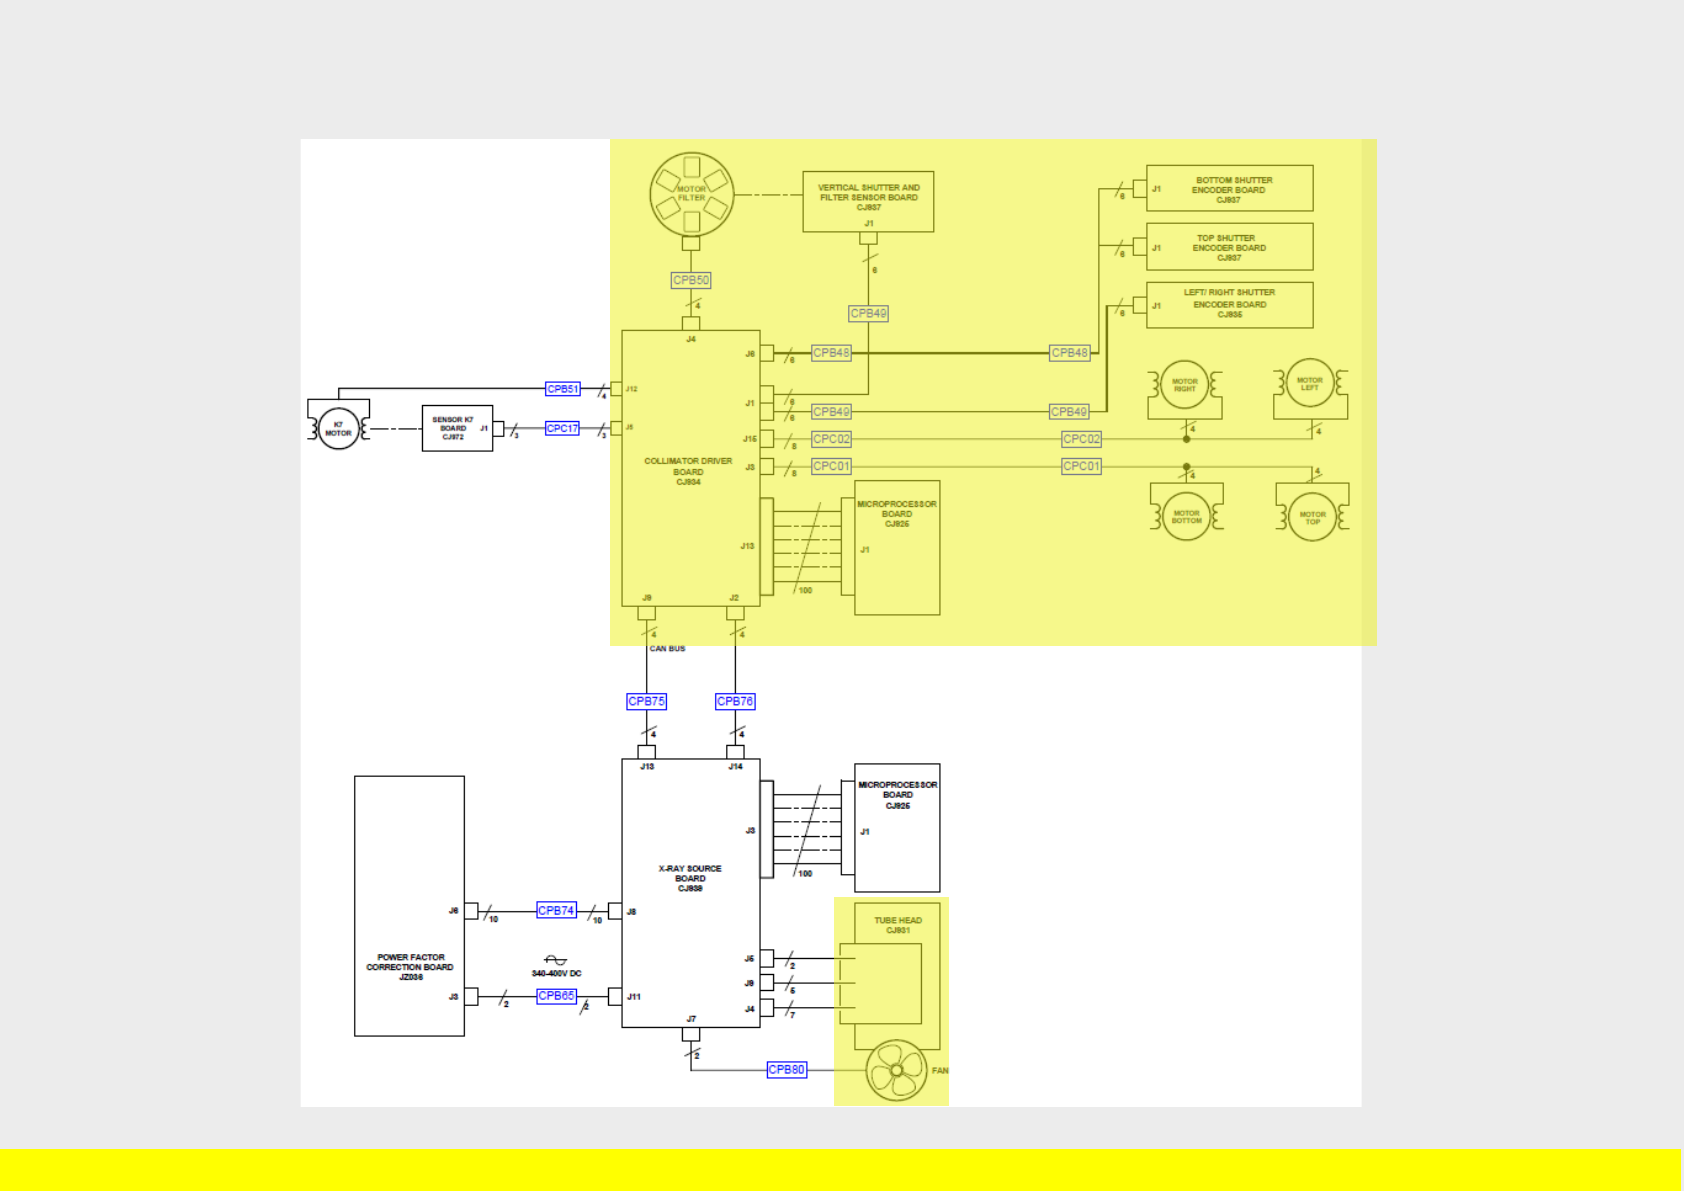 MOTOR
FILTER
VERTICAL SHUTTER AND
FILTER SENSOR BOARD
CJ937
J1
6
BOTTOM SHUTTER
ENCODER BOARD
CJ937
J1
6
TOP SHUTTER
ENCODER BOARD
CJ937
J1
6
LEFT/ RIGHT SHUTTER
ENCODER BOARD
CJ935
J1
6
CPB50
4
CPB49
J4
J6
6
CPB48
CPB48
J1
6
6
CPB49
CPB49
J15
8
CPC02
CPC02
J3
8
CPC01
CPC01
MOTOR
RIGHT
4
MOTOR
LEFT
4
MOTOR
BOTTOM
4
MOTOR
TOP
4
K7
MOTOR
CPB51
4
J12
SENSOR K7
BOARD
CJ972
J1
3
CPC17
3
J5
COLLIMATOR DRIVER
BOARD
CJ934
J13
100
MICROPROCESSOR
BOARD
CJ925
J1
J9
J2
4
4
CAN BUS
CPB75
CPB76
4
4
J13
J14
X-RAY SOURCE
BOARD
CJ939
J3
100
MICROPROCESSOR
BOARD
CJ925
J1
POWER FACTOR
CORRECTION BOARD
JZ036
J6
10
CPB74
10
J8
340-400V DC
J3
2
CPB65
2
J11
J5
2
J9
5
J4
7
TUBE HEAD
CJ931
J7
2
CPB80
FAN